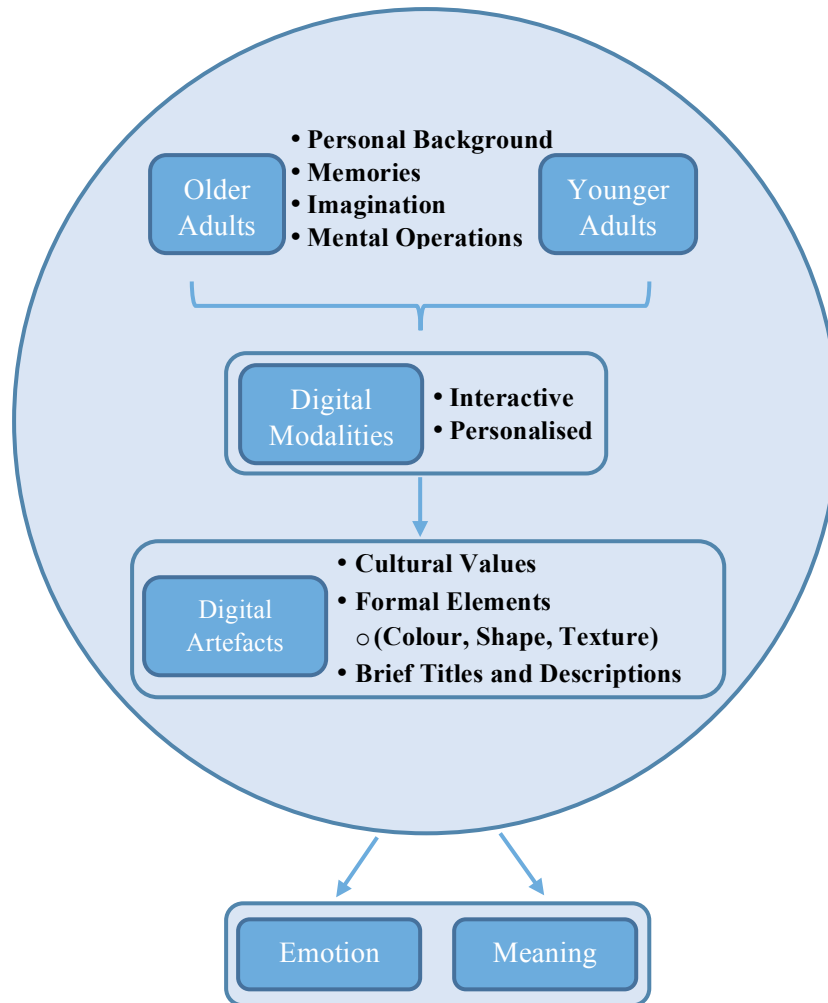 Older
Adults
• Personal Background
• Memories
• Imagination
• Mental Operations
Younger
Adults
Digital
Modalities
• Interactive
• Personalised
Digital
Artefacts
• Cultural Values
• Formal Elements
○ (Colour, Shape, Texture)
• Brief Titles and Descriptions
Emotion
Meaning